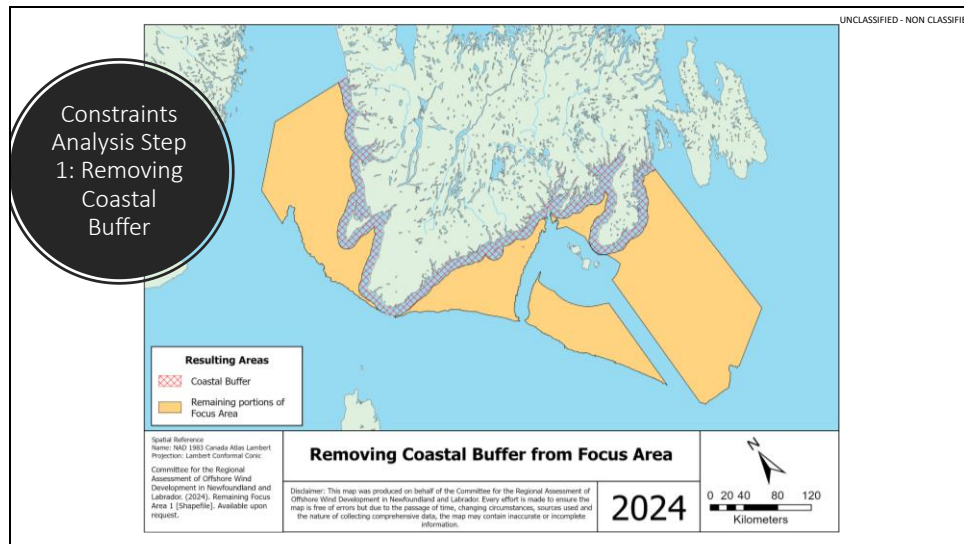 UNCLASSIFIED - NON CLASSIFIE
Constraints
Analysis Step
1: Removing
Coastal
Buffer
Resulting Areas
Coastal Buffer
Remaining portions of
Focus Area
Spatial Reference
Name: NAD 1983 Canada Atlas Lambert
Projection: Lambert Conformal Conic
Committee for the Regional
Assessment of Offshore Wind
Development in Newfoundland and
Labrador. (2024). Remaining Focus
Area 1 [Shapefile]. Available upon
request.
Removing Coastal Buffer from Focus Area
Disclaimer: This map was produced on behalf of the Committee for the Regional Assessment of
Offshore Wind Development in Newfoundland and Labrador. Every effort is made to ensure the
map is free of errors but due to the passage of time, changing circumstances, sources used and
the nature of collecting comprehensive data, the map may contain inaccurate or incomplete
information.
2024
N
0 20 40 80 120
Kilometers